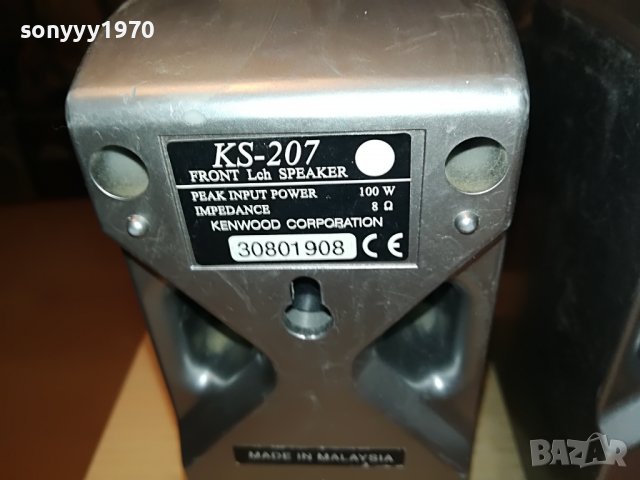 sonyyy1970
KS-207
FRONT Lch SPEAKER
PEAK INPUT POWER 100 W
IMPEDANCE 8 Ω
KENWOOD CORPORATION
30801908 CE
MADE IN MALAYSIA
BAZAR